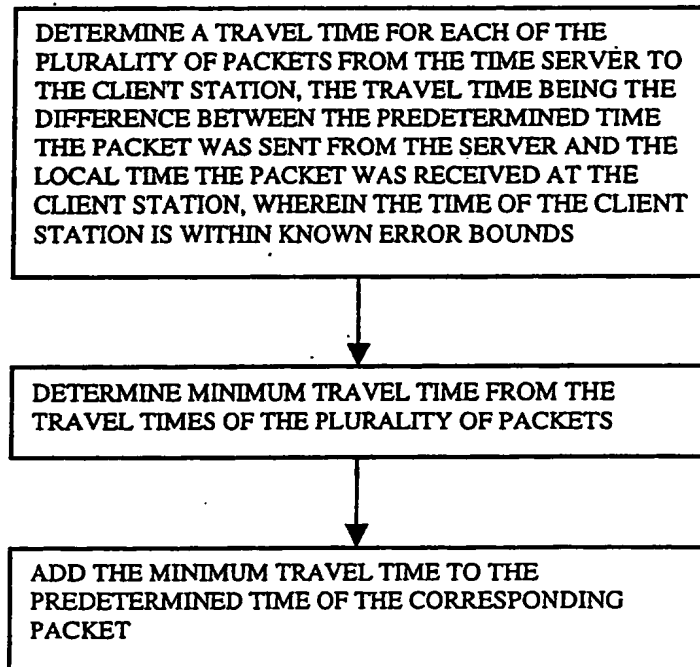 DETERMINE A TRAVEL TIME FOR EACH OF THE
PLURALITY OF PACKETS FROM THE TIME SERVER TO
THE CLIENT STATION, THE TRAVEL TIME BEING THE
DIFFERENCE BETWEEN THE PREDETERMINED TIME
THE PACKET WAS SENT FROM THE SERVER AND THE
LOCAL TIME THE PACKET WAS RECEIVED AT THE
CLIENT STATION, WHEREIN THE TIME OF THE CLIENT
STATION IS WITHIN KNOWN ERROR BOUNDS
DETERMINE MINIMUM TRAVEL TIME FROM THE
TRAVEL TIMES OF THE PLURALITY OF PACKETS
ADD THE MINIMUM TRAVEL TIME TO THE
PREDETERMINED TIME OF THE CORRESPONDING
PACKET